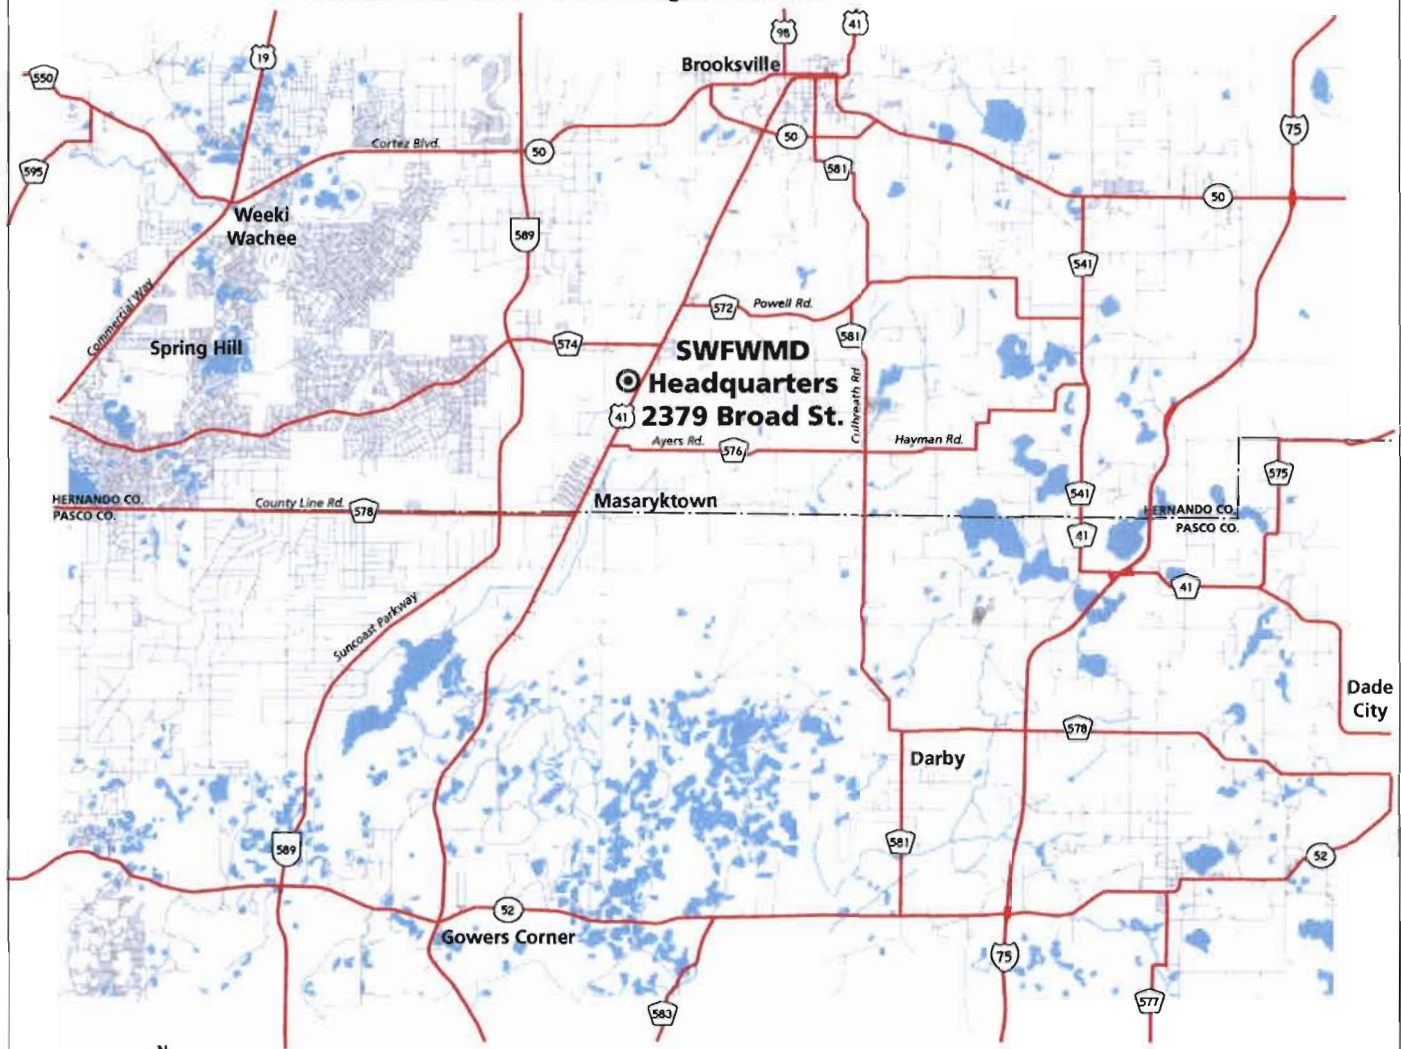 98
41
19
Brooksville
550
75
Cortez Blvd.
50
50
595
581
50
Weeki
Wachee
589
541
Commercial Way
572
Powell Rd.
574
581
Spring Hill
SWFWMD
Headquarters
2379 Broad St.
41
Culbreath Rd
Ayers Rd.
576
Hayman Rd.
575
HERNANDO CO.
PASCO CO.
County Line Rd.
578
Masaryktown
541
HERNANDO CO.
PASCO CO.
41
41
Suncoast Parkway
Dade
City
578
Darby
589
581
52
52
Gowers Corner
75
583
577